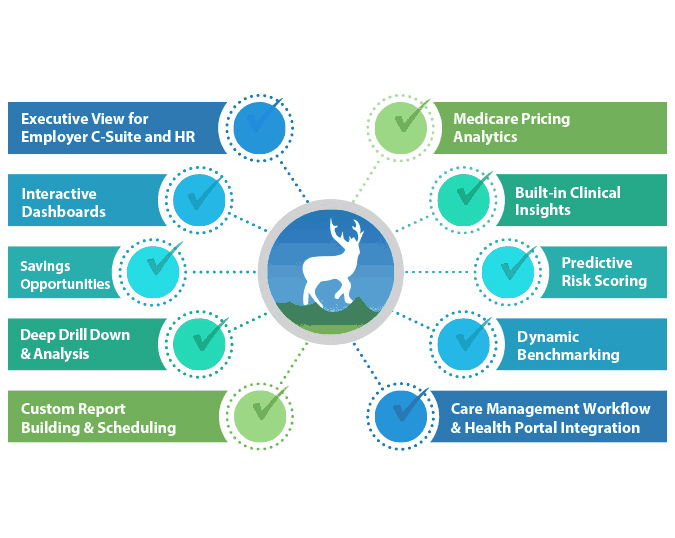 Executive View for
Employer C-Suite and HR
Interactive
Dashboards
Savings
Opportunities
Deep Drill Down
& Analysis
Custom Report
Building & Scheduling
Medicare Pricing
Analytics
Built-in Clinical
Insights
Predictive
Risk Scoring
Dynamic
Benchmarking
Care Management Workflow
& Health Portal Integration